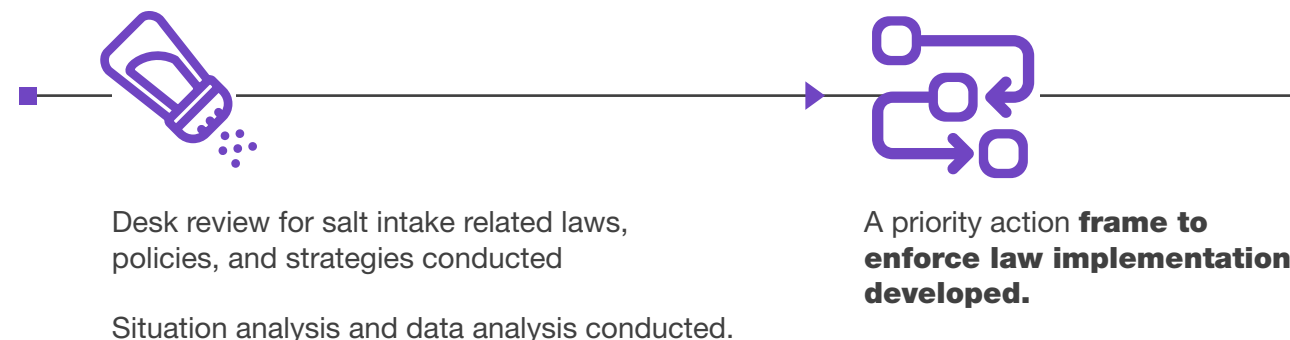 Desk review for salt intake related laws,
policies, and strategies conducted
Situation analysis and data analysis conducted.
A priority action frame to
enforce law implementation
developed.